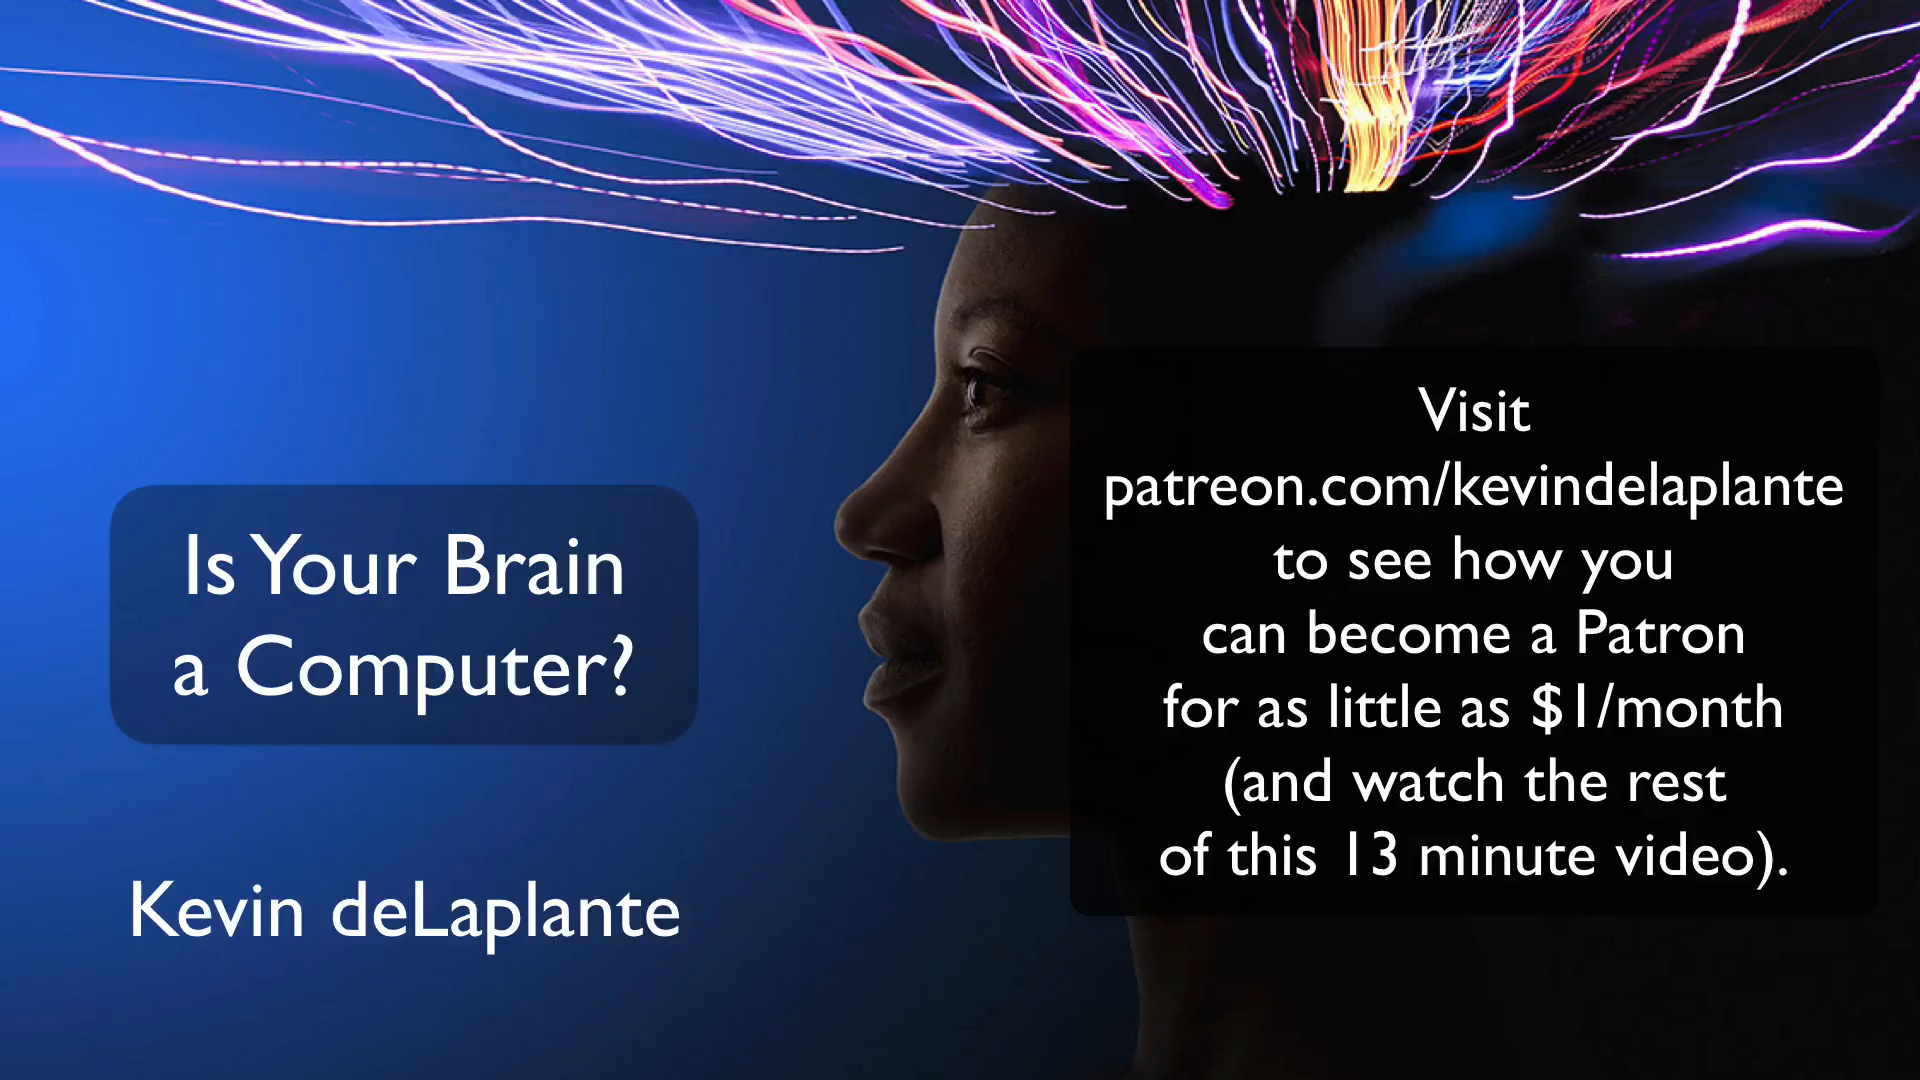 Is Your Brain
a Computer?
Kevin deLaplante
Visit
patreon.com/kevindelaplante
to see how you
can become a Patron
for as little as $1/month
(and watch the rest
of this 13 minute video).